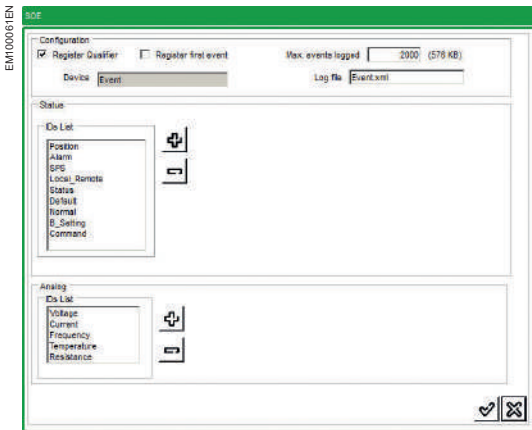 EM100061EN
SOE
Configuration
Register Qualifier Register first event Max. events logged 2000 (576 KB)
Device Event Log file Event.xml
Status
IDs List
Position
Alarm
SPS
Local_Remote
Status
Default
Normal
B_Setting
Command
Analog
IDs List
Voltage
Current
Frequency
Temperature
Resistance